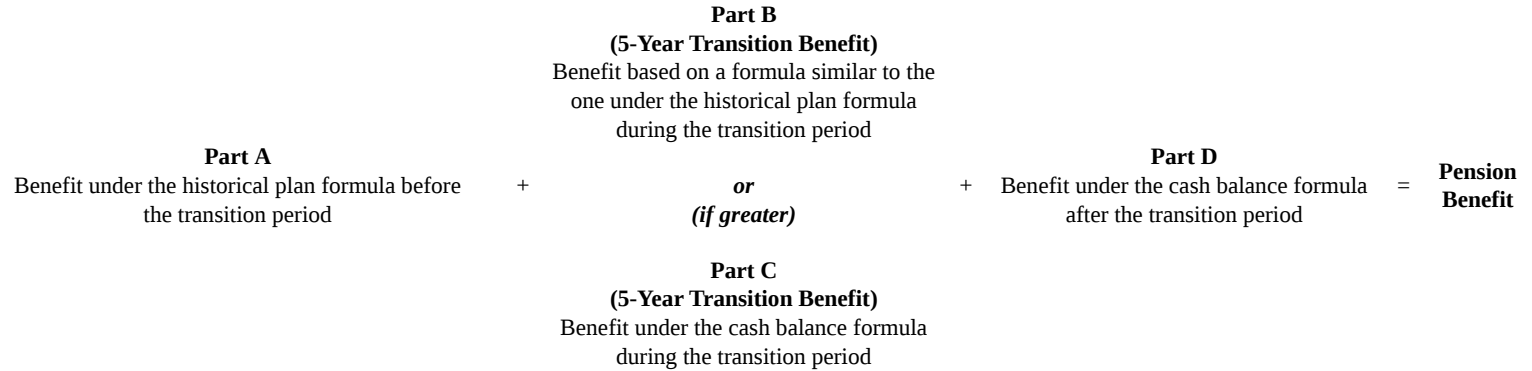 Part A
Benefit under the historical plan formula before
the transition period
+
Part B
(5-Year Transition Benefit)
Benefit based on a formula similar to the
one under the historical plan formula
during the transition period
or
(if greater)
Part C
(5-Year Transition Benefit)
Benefit under the cash balance formula
during the transition period
+
Part D
Benefit under the cash balance formula
after the transition period
=
Pension
Benefit